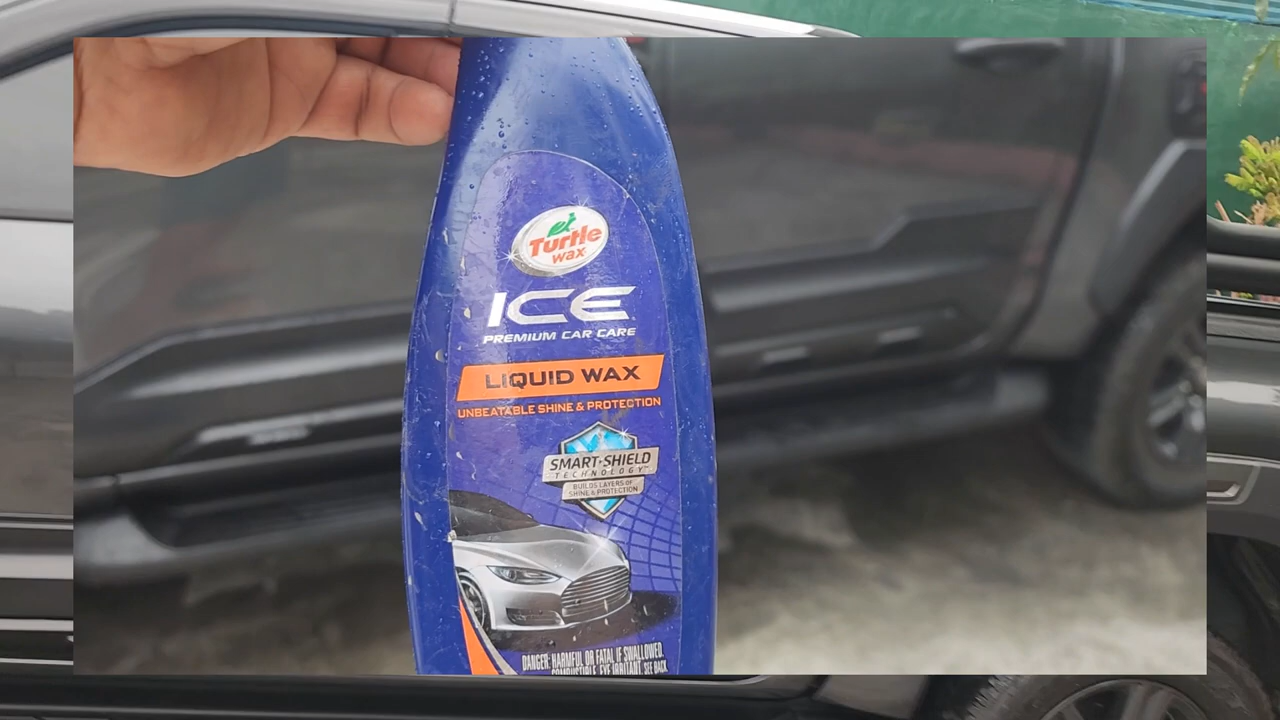 Turtle
wax
ICE
PREMIUM CAR CARE
LIQUID WAX
UNBEATABLE SHINE & PROTECTION
SMART-SHIELD
TECHNOLOGY™
BUILDS LAYERS OF
SHINE & PROTECTION
DANGER: HARMFUL OR FATAL IF SWALLOWED.
COMBUSTIBLE. EYE IRRITANT. SEE BACK